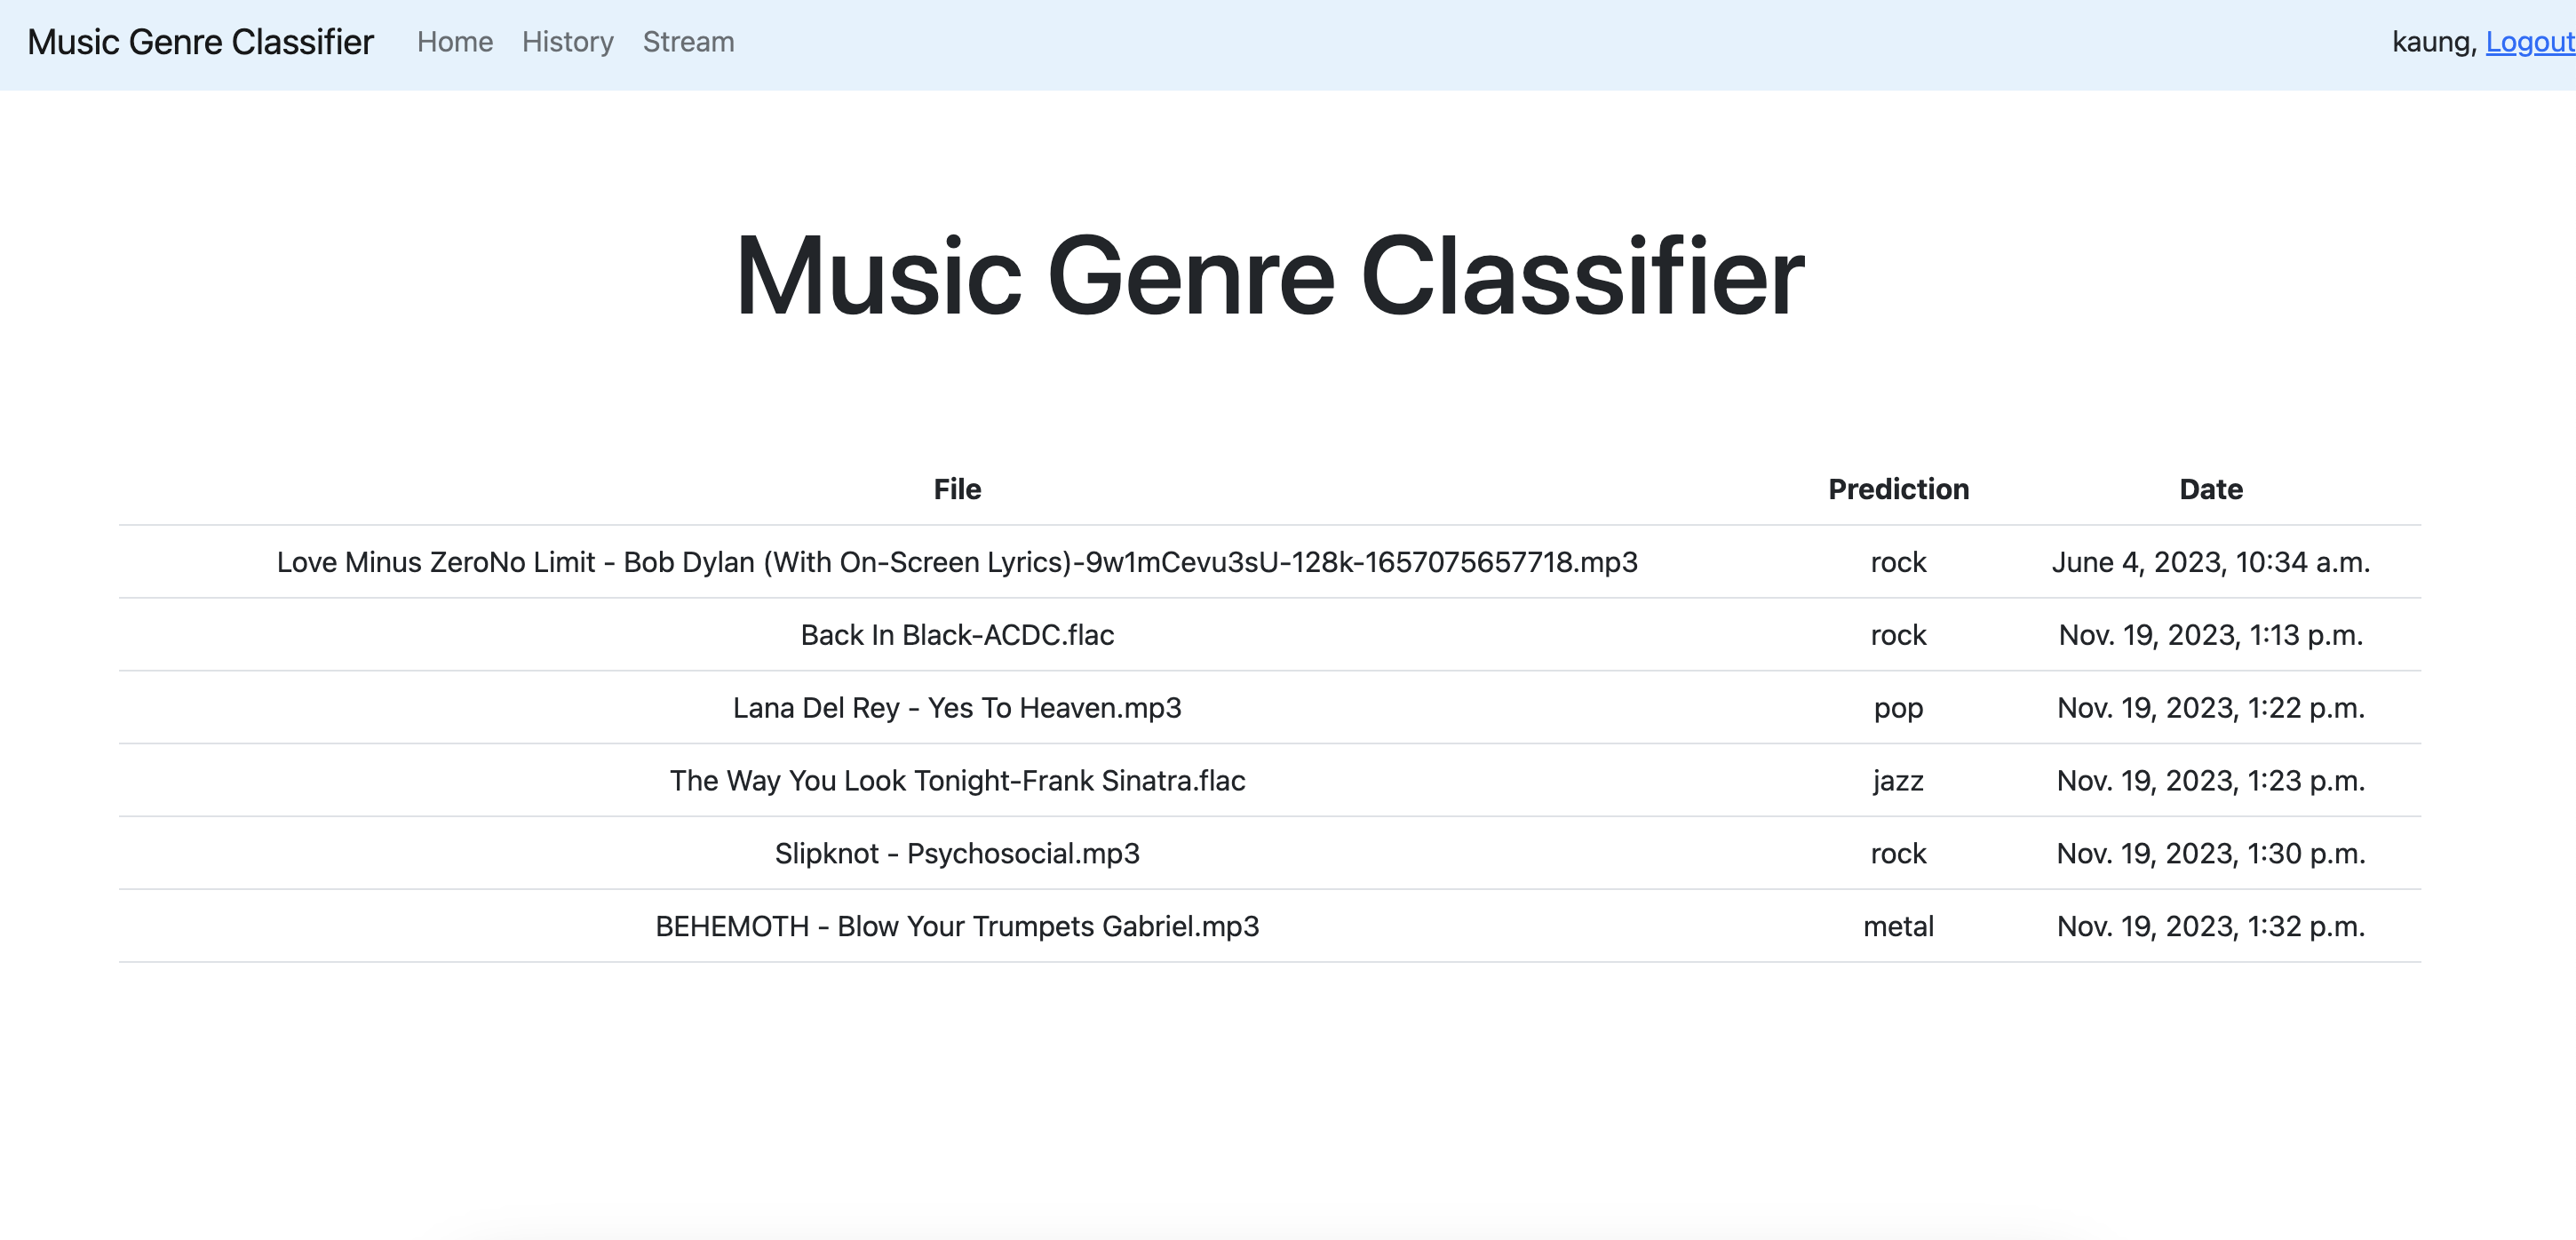 Music Genre Classifier Home History Stream kaung, Logout
Music Genre Classifier
File Prediction Date
Love Minus ZeroNo Limit - Bob Dylan (With On-Screen Lyrics)-9w1mCevu3sU-128k-1657075657718.mp3 rock June 4, 2023, 10:34 a.m.
Back In Black-ACDC.flac rock Nov. 19, 2023, 1:13 p.m.
Lana Del Rey - Yes To Heaven.mp3 pop Nov. 19, 2023, 1:22 p.m.
The Way You Look Tonight-Frank Sinatra.flac jazz Nov. 19, 2023, 1:23 p.m.
Slipknot - Psychosocial.mp3 rock Nov. 19, 2023, 1:30 p.m.
BEHEMOTH - Blow Your Trumpets Gabriel.mp3 metal Nov. 19, 2023, 1:32 p.m.